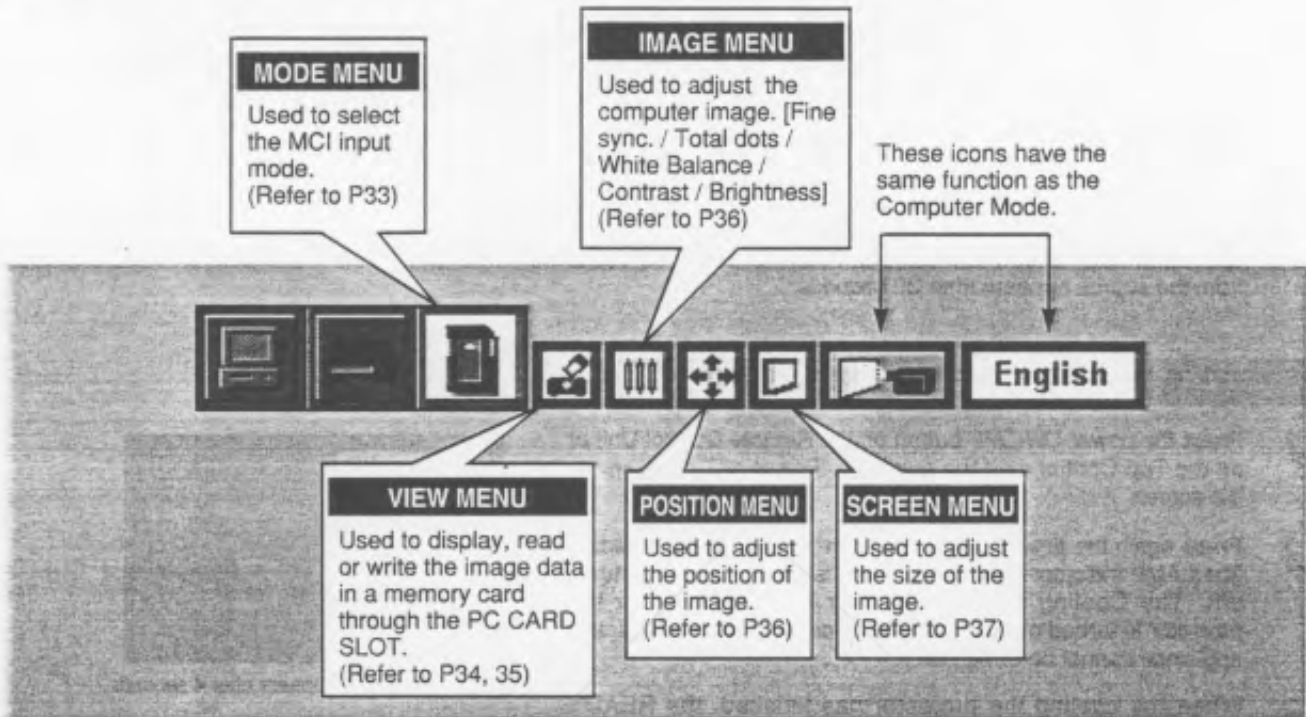 MODE MENU
Used to select
the MCI input
mode.
(Refer to P33)
IMAGE MENU
Used to adjust the
computer image. [Fine
sync. / Total dots /
White Balance /
Contrast / Brightness]
(Refer to P36)
These icons have the
same function as the
Computer Mode.
English
VIEW MENU
Used to display, read
or write the image data
in a memory card
through the PC CARD
SLOT.
(Refer to P34, 35)
POSITION MENU
Used to adjust
the position of
the image.
(Refer to P36)
SCREEN MENU
Used to adjust
the size of the
image.
(Refer to P37)